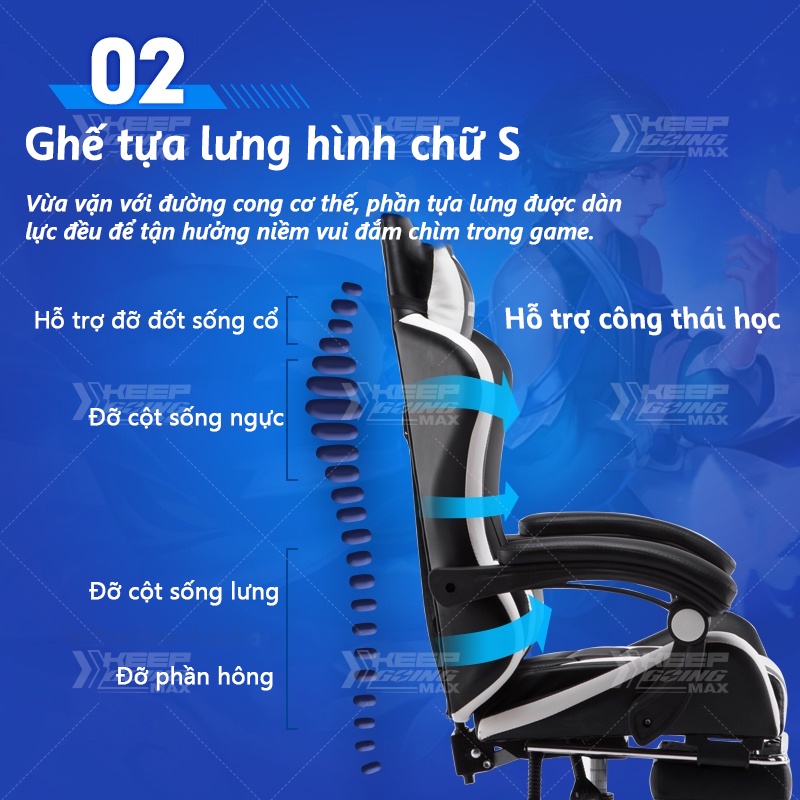 02
Ghế tựa lưng hình chữ S
Vừa vặn với đường cong cơ thế, phần tựa lưng được dàn
lực đều để tận hưởng niềm vui đắm chìm trong game.
Hỗ trợ đỡ đốt sống cổ
Hỗ trợ công thái học
Đỡ cột sống ngực
Đỡ cột sống lưng
Đỡ phần hông
KEEP
GOING
MAX